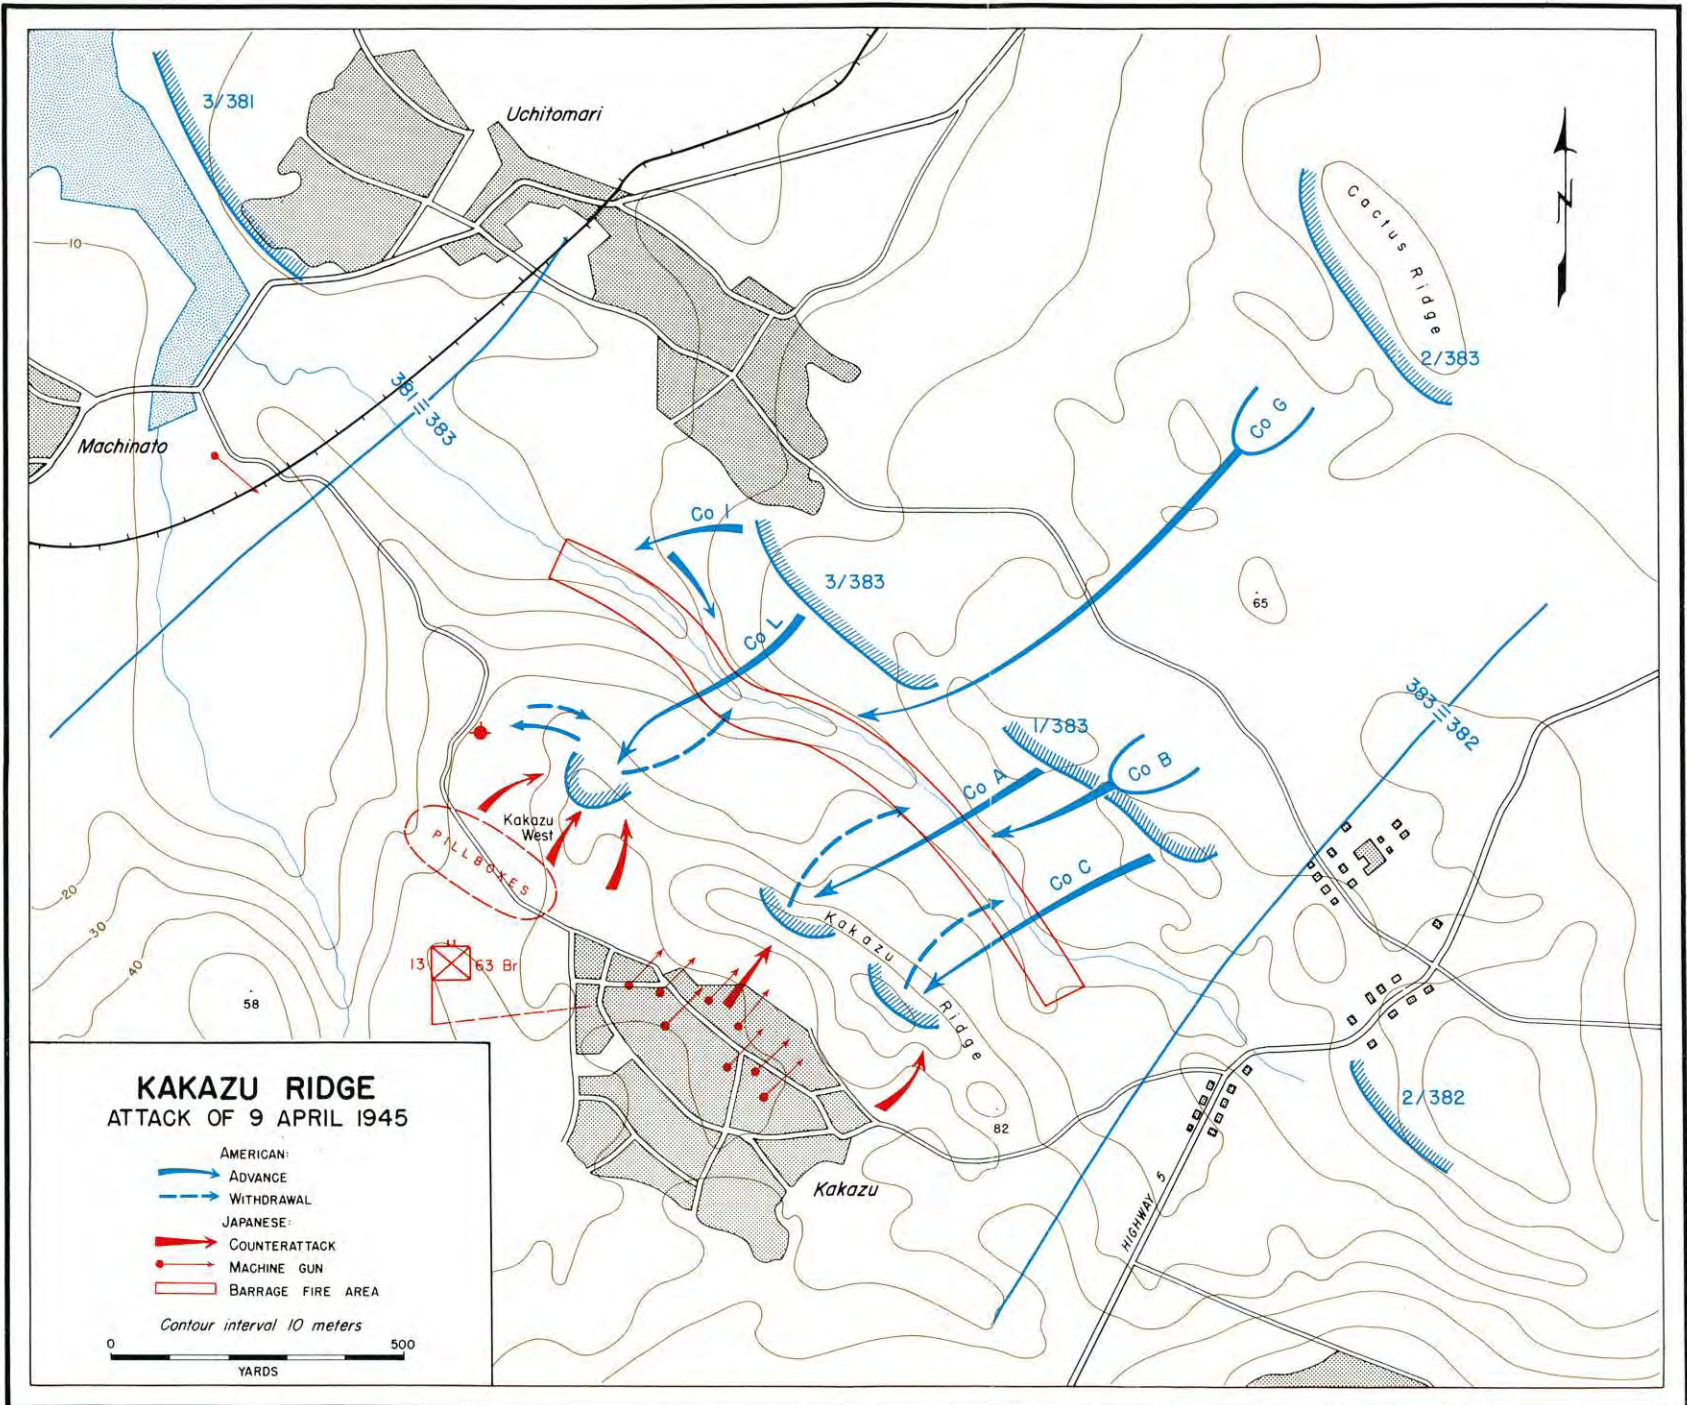 3/381
Uchitomari
10
Cactus Ridge
2/383
381 383
Machinato
Co G
Co I
3/383
65
Co L
383 382
1/383
Co A
Co B
Kakazu
West
PILLBOXES
Co C
20
30
40
Kakazu Ridge
13 63 Br
58
82
2/382
Kakazu
HIGHWAY 5
KAKAZU RIDGE
ATTACK OF 9 APRIL 1945
AMERICAN:
ADVANCE
WITHDRAWAL
JAPANESE:
COUNTERATTACK
MACHINE GUN
BARRAGE FIRE AREA
Contour interval 10 meters
0 500
YARDS
N